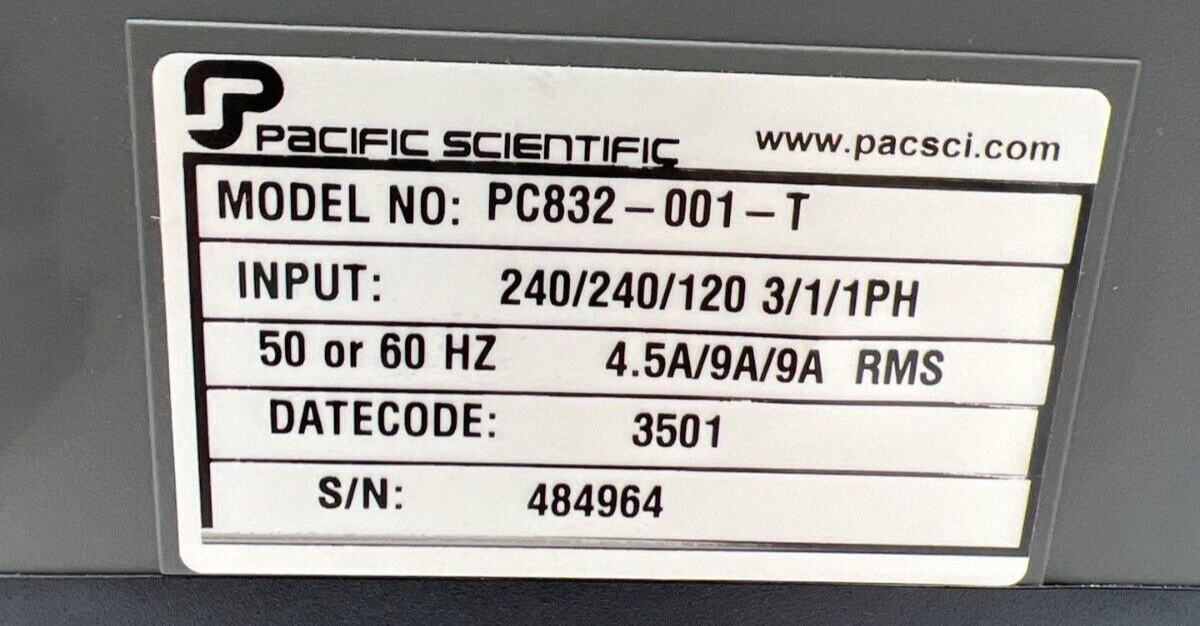 PACIFIC SCIENTIFIC www.pacsci.com
MODEL NO: PC832-001-T
INPUT: 240/240/120 3/1/1PH
50 or 60 HZ 4.5A/9A/9A RMS
DATECODE: 3501
S/N: 484964